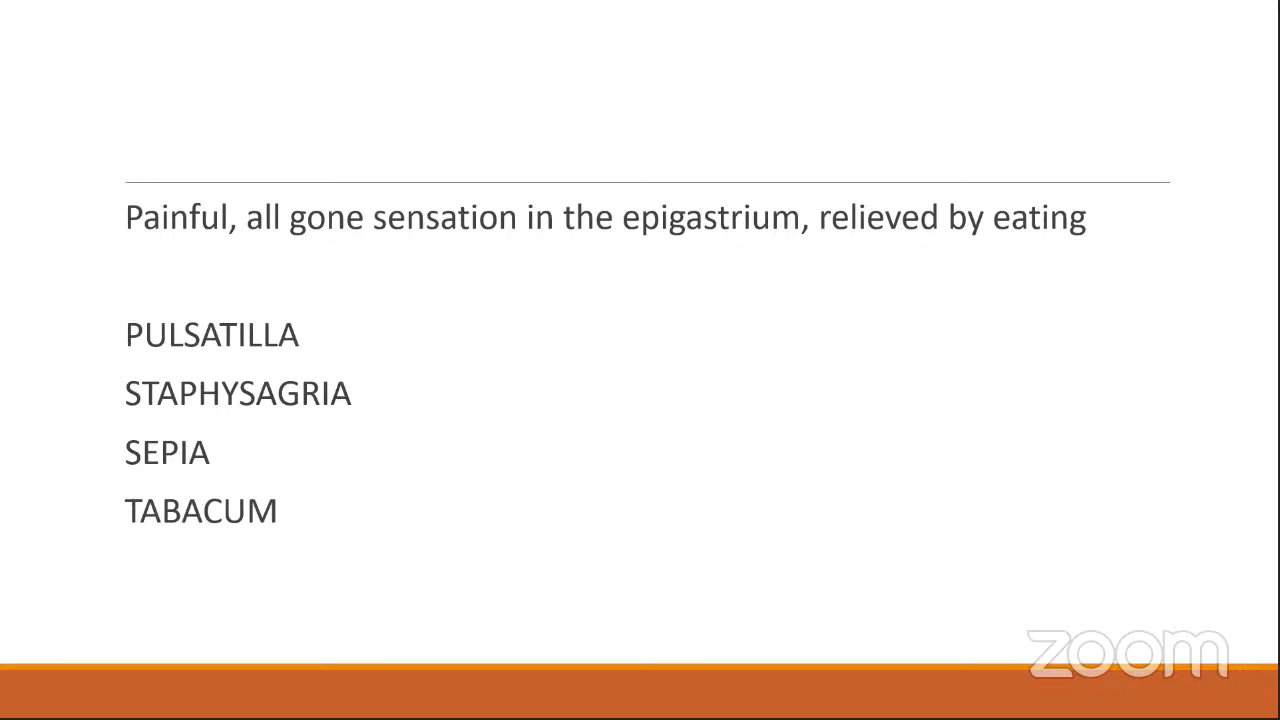 Painful, all gone sensation in the epigastrium, relieved by eating
PULSATILLA
STAPHYSAGRIA
SEPIA
TABACUM
zoom